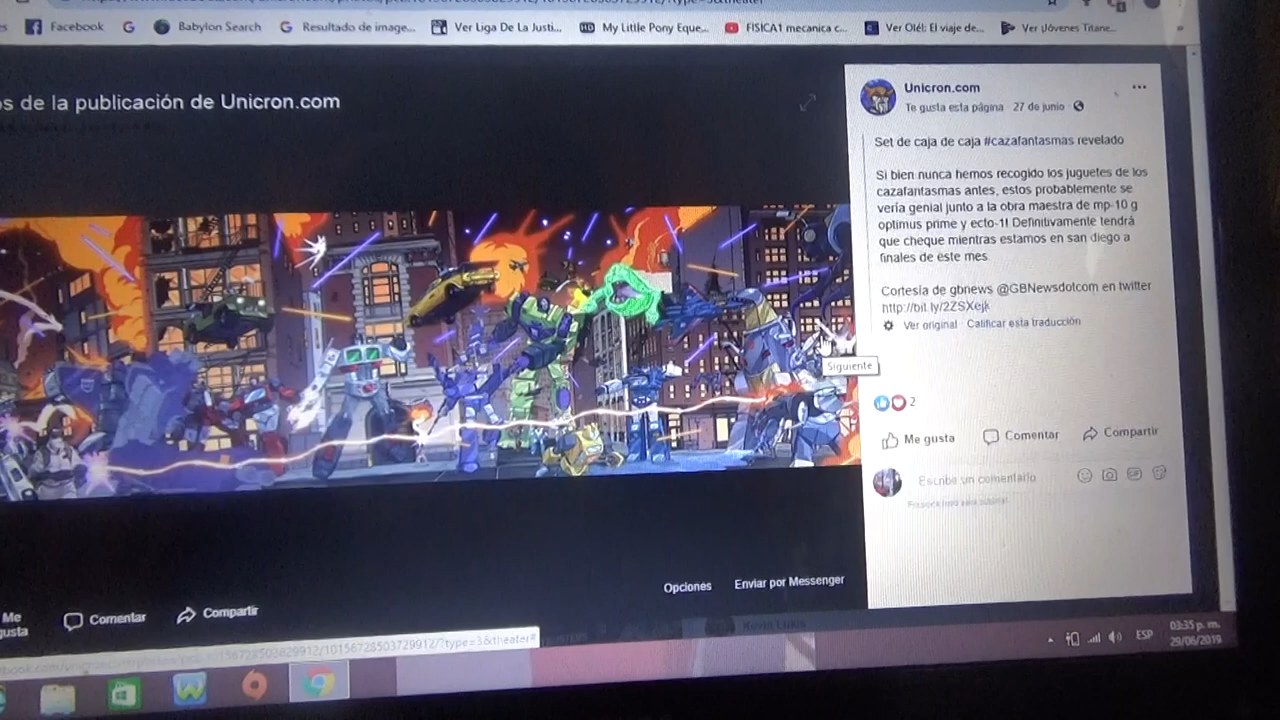 Facebook
Babylon Search
Resultado de image...
Ver Liga De La Justi...
My Little Pony Eque...
FISICA1 mecanica c...
Ver Olé!: El viaje de...
Ver ¡Jóvenes Titane...
os de la publicación de Unicron.com
Unicron.com
Te gusta esta página · 27 de junio
Set de caja de caja #cazafantasmas revelado
Si bien nunca hemos recogido los juguetes de los
cazafantasmas antes, estos probablemente se
vería genial junto a la obra maestra de mp-10 g
optimus prime y ecto-1! Definitivamente tendrá
que cheque mientras estamos en san diego a
finales de este mes
Cortesía de gbnews @GBNewsdotcom en twitter
http://bit.ly/2ZSXejk
Ver original · Calificar esta traducción
Siguiente
2
Me gusta
Comentar
Compartir
Escribe un comentario
Opciones
Enviar por Messenger
Me
gusta
Comentar
Compartir
ESP
03:35 p. m.
29/06/2019